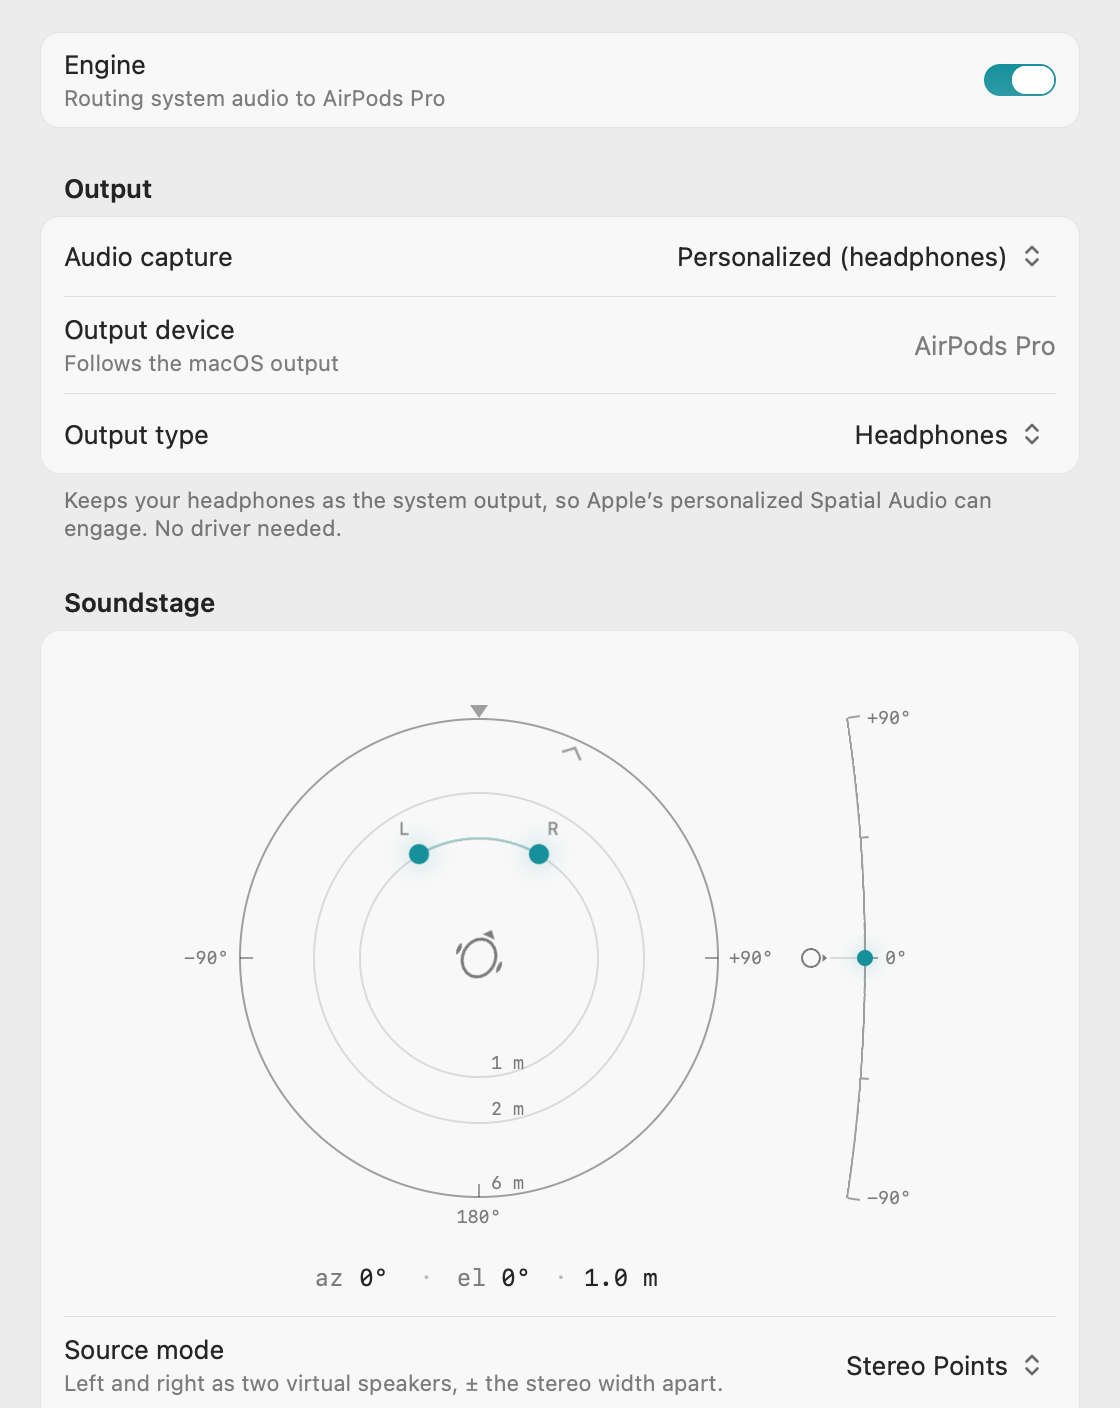 Engine
Routing system audio to AirPods Pro
Output
Audio capture
Personalized (headphones)
Output device
Follows the macOS output
AirPods Pro
Output type
Headphones
Keeps your headphones as the system output, so Apple’s personalized Spatial Audio can
engage. No driver needed.
Soundstage
+90°
L
R
−90°
+90°
0°
1 m
2 m
6 m
180°
−90°
az 0° · el 0° · 1.0 m
Source mode
Left and right as two virtual speakers, ± the stereo width apart.
Stereo Points